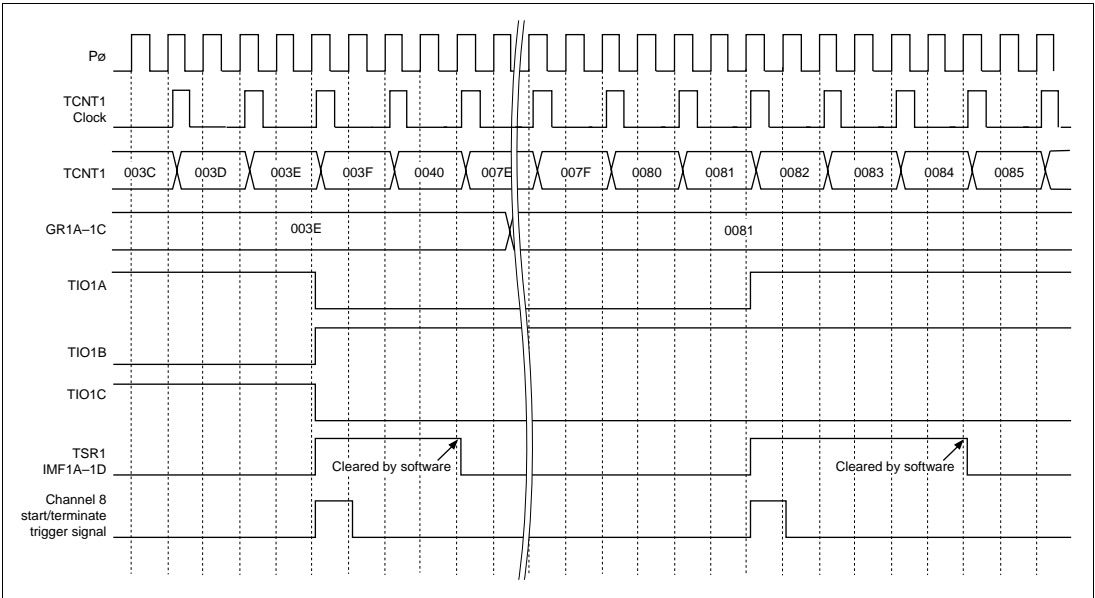 Pø
TCNT1
Clock
TCNT1 003C 003D 003E 003F 0040 007E 007F 0080 0081 0082 0083 0084 0085
GR1A–1C 003E 0081
TIO1A
TIO1B
TIO1C
TSR1
IMF1A–1D Cleared by software Cleared by software
Channel 8
start/terminate
trigger signal